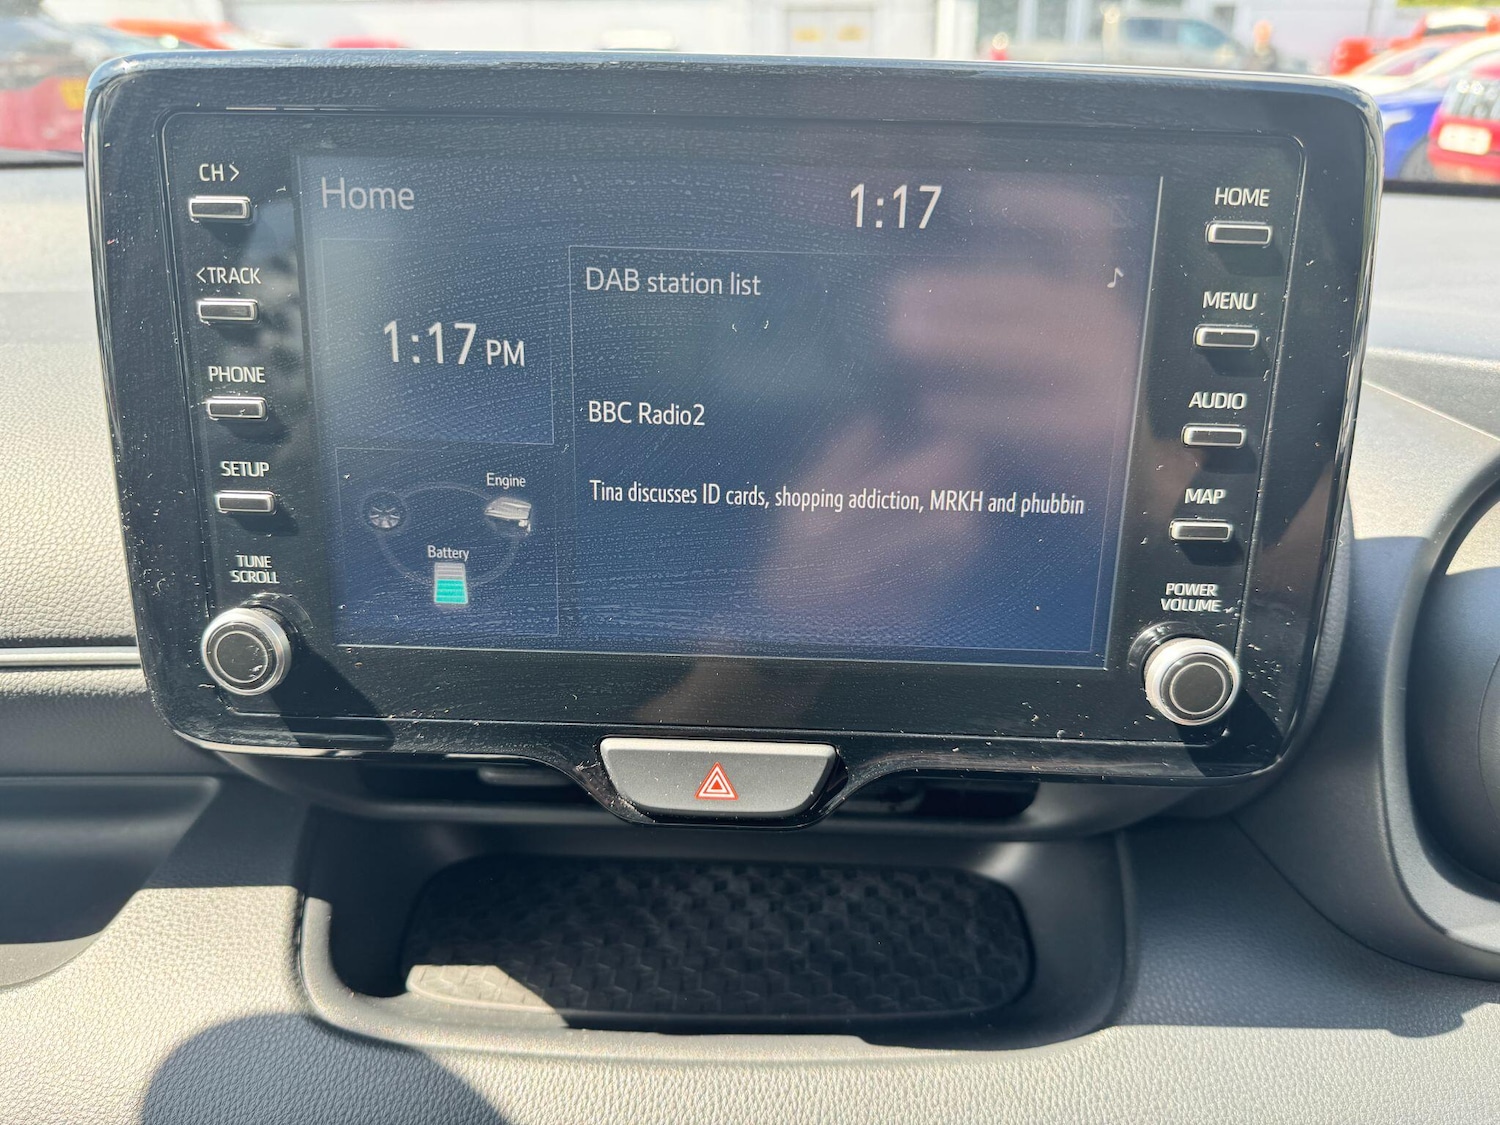 CH >
<TRACK
PHONE
SETUP
TUNE
SCROLL
Home
1:17
1:17 PM
DAB station list
BBC Radio2
Tina discusses ID cards, shopping addiction, MRKH and phubbin
Engine
Battery
HOME
MENU
AUDIO
MAP
POWER
VOLUME